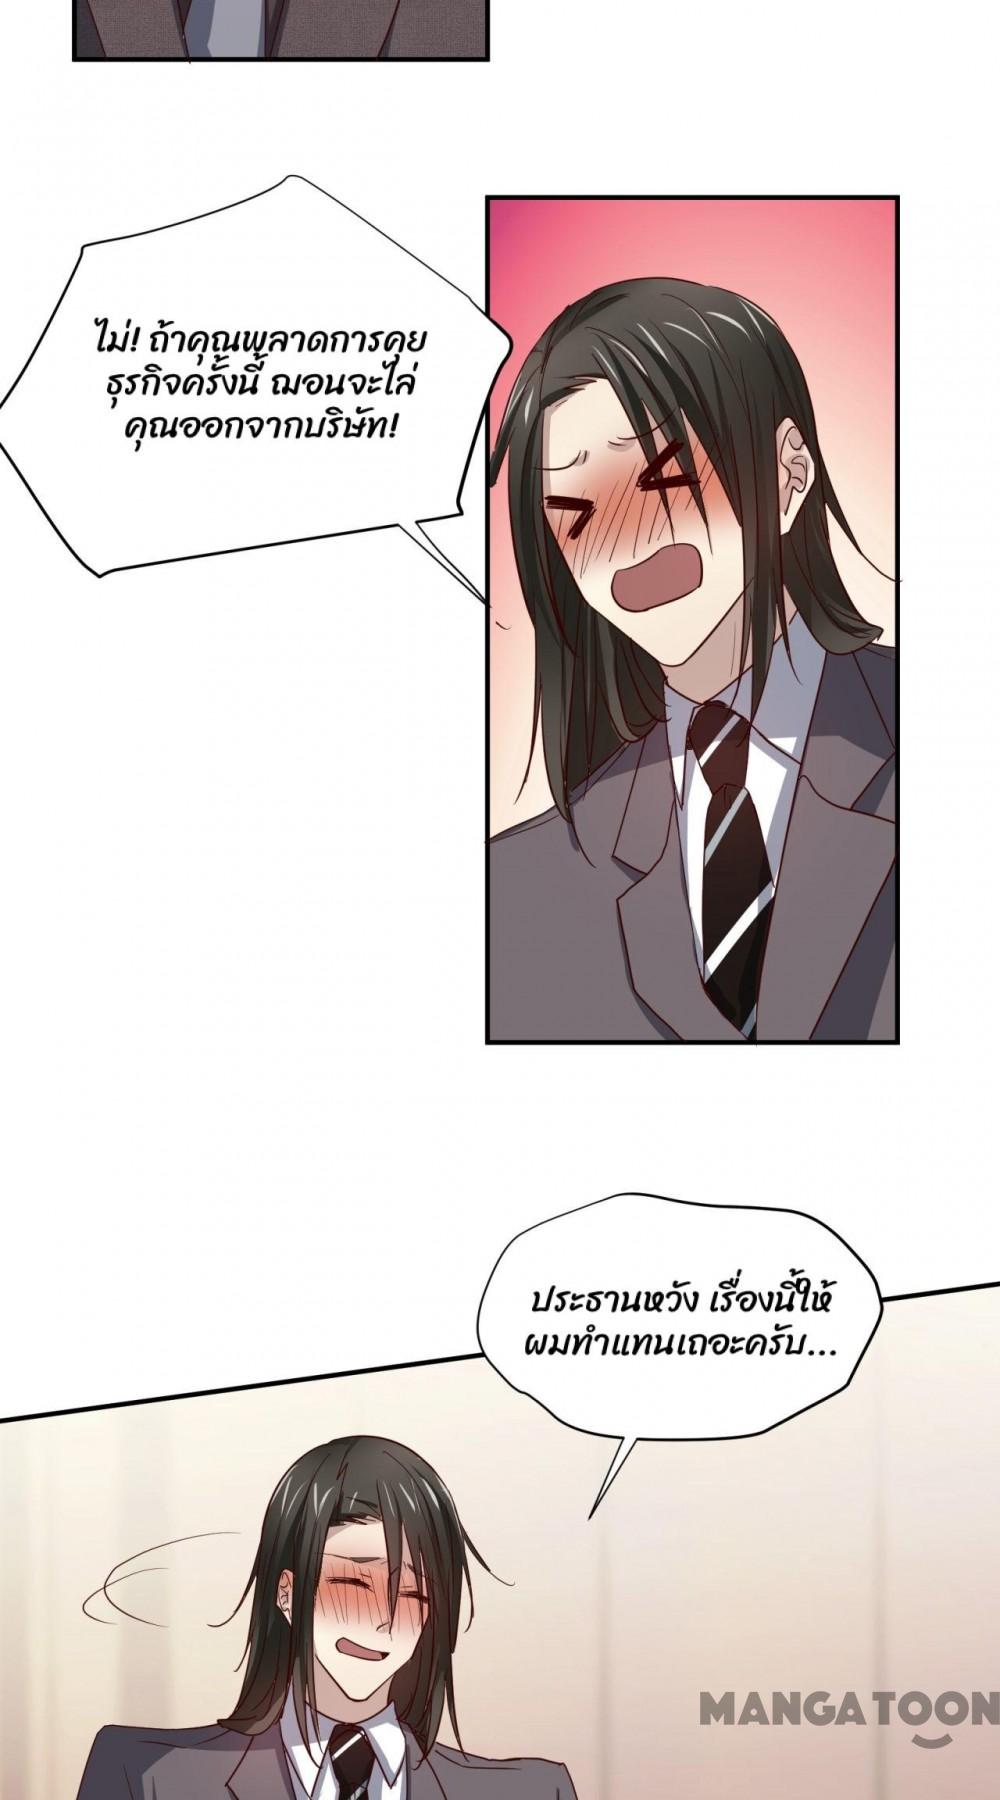 ไม่! ถ้าคุณพลาดการคุย
ธุรกิจครั้งนี้ ฌอนจะไล่
คุณออกจากบริษัท!
ประธานหวัง เรื่องนี้ให้
ผมทำแทนเถอะครับ...
MANGATOON